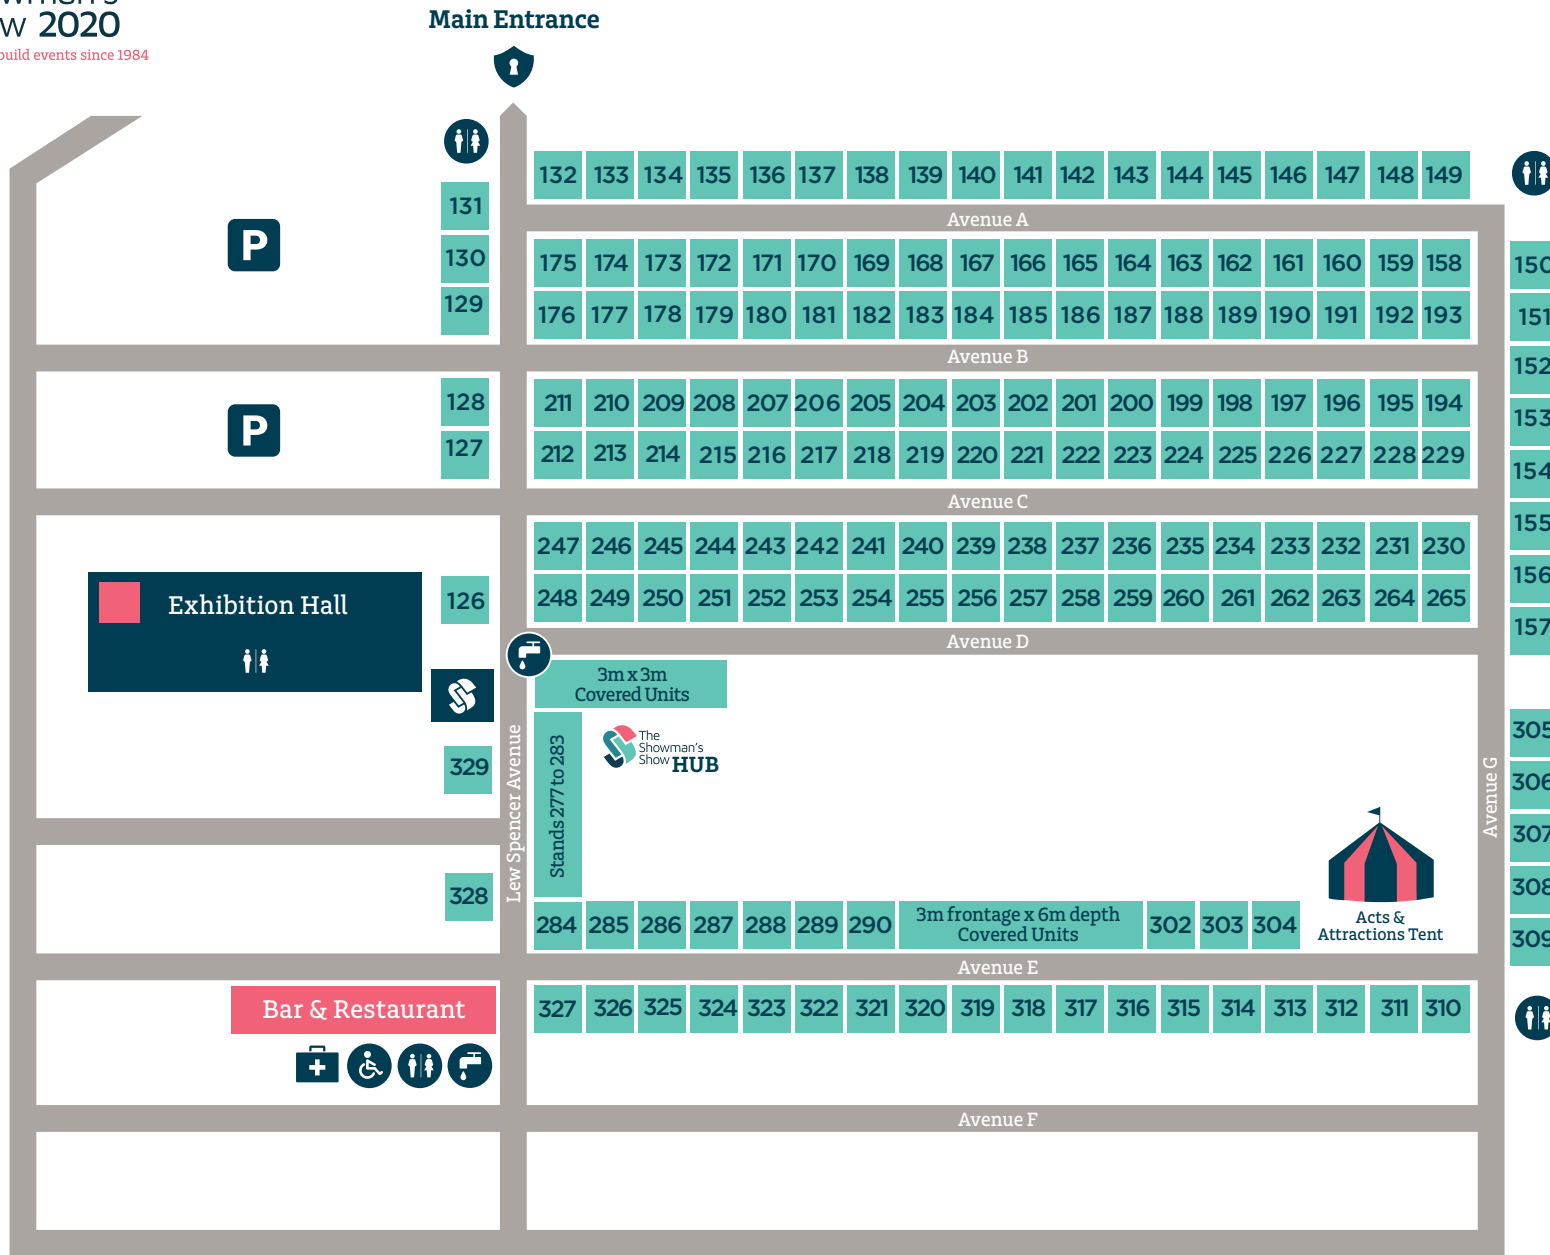 2020
build events since 1984
Main Entrance
132 133 134 135 136 137 138 139 140 141 142 143 144 145 146 147 148 149
131
Avenue A
130
175 174 173 172 171 170 169 168 167 166 165 164 163 162 161 160 159 158
129
176 177 178 179 180 181 182 183 184 185 186 187 188 189 190 191 192 193
151
P
Avenue B
152
128
211 210 209 208 207 206 205 204 203 202 201 200 199 198 197 196 195 194
153
P
127
212 213 214 215 216 217 218 219 220 221 222 223 224 225 226 227 228 229
154
Avenue C
155
247 246 245 244 243 242 241 240 239 238 237 236 235 234 233 232 231 230
156
Exhibition Hall
126
248 249 250 251 252 253 254 255 256 257 258 259 260 261 262 263 264 265
157
Avenue D
3m x 3m
Covered Units
The
Showman's
Show HUB
329
Lew Spencer Avenue
Stands 277 to 283
Avenue G
305
306
307
308
309
328
284 285 286 287 288 289 290
3m frontage x 6m depth
Covered Units
302 303 304
Acts &
Attractions Tent
Avenue E
Bar & Restaurant
327 326 325 324 323 322 321 320 319 318 317 316 315 314 313 312 311 310
Avenue F